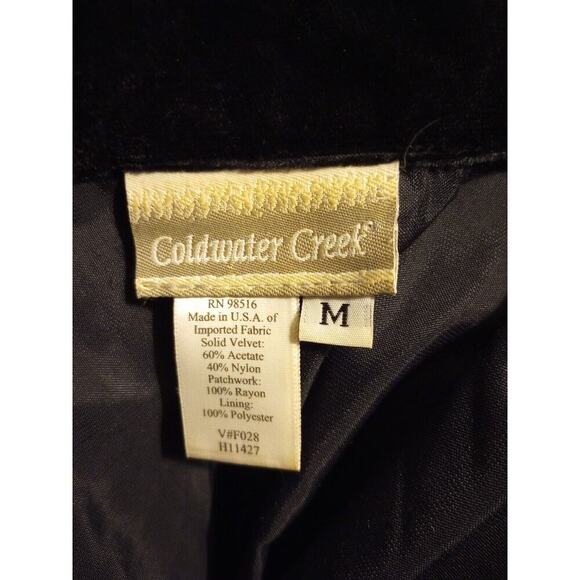 Coldwater Creek®
M
RN 98516
Made in U.S.A. of
Imported Fabric
Solid Velvet:
60% Acetate
40% Nylon
Patchwork:
100% Rayon
Lining:
100% Polyester
V#F028
H11427